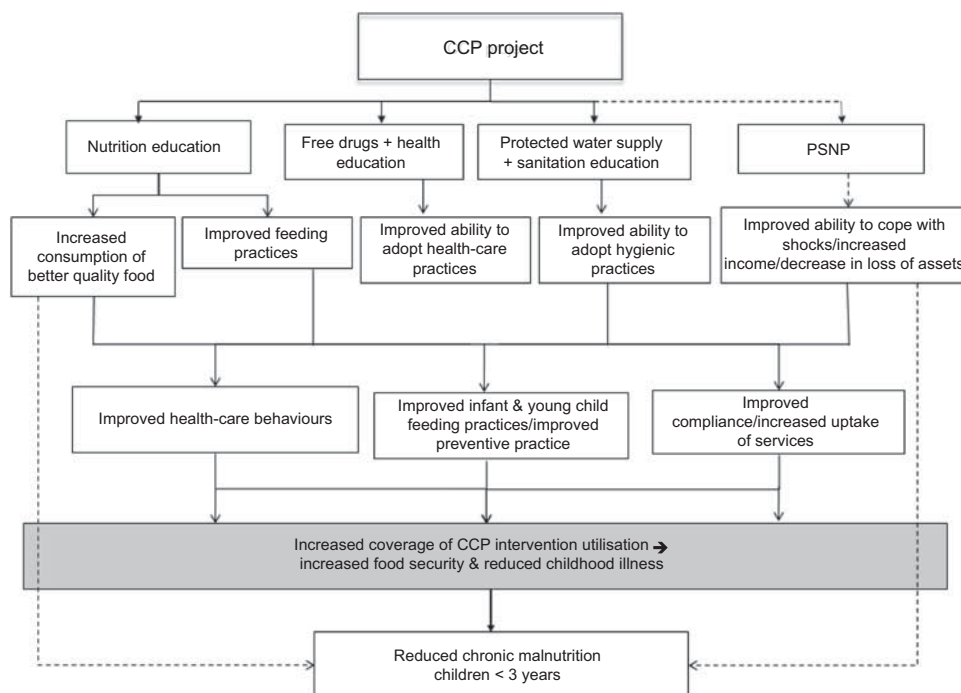 CCP project
Nutrition education
Free drugs + health
education
Protected water supply
+ sanitation education
PSNP
Increased
consumption of
better quality food
Improved feeding
practices
Improved ability to
adopt health-care
practices
Improved ability to
adopt hygienic
practices
Improved ability to cope with
shocks/increased
income/decrease in loss of assets
Improved health-care behaviours
Improved infant & young child
feeding practices/improved
preventive practice
Improved
compliance/increased uptake
of services
Increased coverage of CCP intervention utilisation ➔
increased food security & reduced childhood illness
Reduced chronic malnutrition
children < 3 years